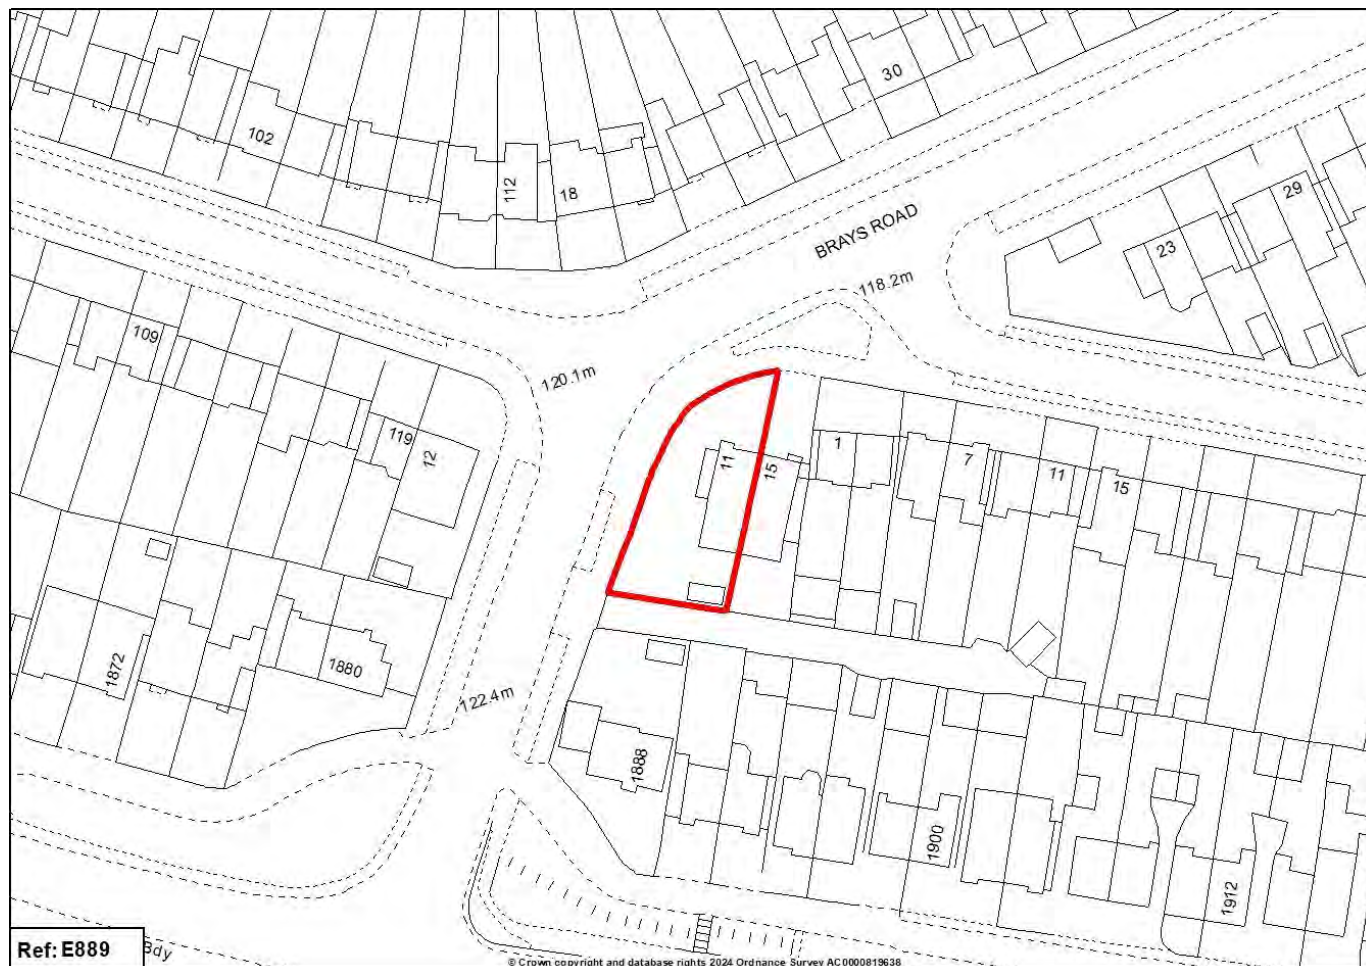 30
102
112
18
29
BRAYS ROAD
23
118.2m
109
120.1m
119
12
1
11
15
7
11
15
1872
1880
122.4m
1888
1900
1912
Ref: E889
Bdy
© Crown copyright and database rights 2024 Ordnance Survey AC0000819638